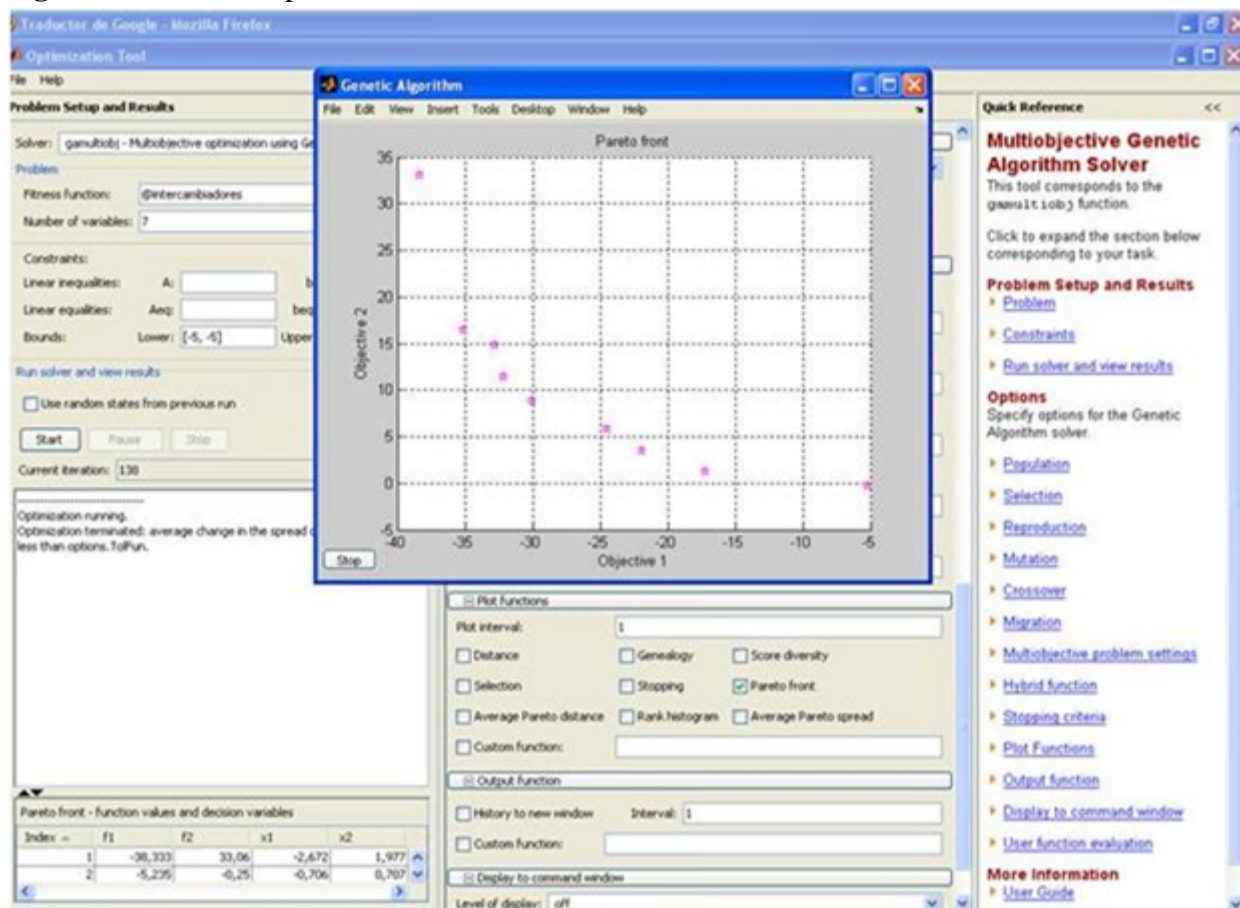 Traductor de Google - Mozilla Firefox
Optimization Tool
File Help
Problem Setup and Results
Solver: gamultiobj - Multiobjective optimization using Ge
Problem
Fitness function: @intercambiadores
Number of variables: 7
Constraints:
Linear inequalities: A: b
Linear equalities: Aeq: beq
Bounds: Lower: [-5, -5] Upper
Run solver and view results
Use random states from previous run
Start Pause Stop
Current iteration: 138
Optimization running.
Optimization terminated: average change in the spread o
less than options.TolFun.
Pareto front - function values and decision variables
Index f1 f2 x1 x2
1 -38,333 33,06 -2,672 1,977
2 -5,235 -0,25 -0,706 0,707
Genetic Algorithm
File Edit View Insert Tools Desktop Window Help
Pareto front
35
30
25
20
15
10
5
0
-5
Objective 2
-40 -35 -30 -25 -20 -15 -10 -5
Objective 1
Stop
Plot functions
Plot interval: 1
Distance Genealogy Score diversity
Selection Stopping Pareto front
Average Pareto distance Rank histogram Average Pareto spread
Custom function:
Output function
History to new window Interval: 1
Custom function:
Display to command window
Level of display: off
Quick Reference <<
Multiobjective Genetic
Algorithm Solver
This tool corresponds to the
gamultiobj function.
Click to expand the section below
corresponding to your task.
Problem Setup and Results
Problem
Constraints
Run solver and view results
Options
Specify options for the Genetic
Algorithm solver.
Population
Selection
Reproduction
Mutation
Crossover
Migration
Multiobjective problem settings
Hybrid function
Stopping criteria
Plot Functions
Output function
Display to command window
User function evaluation
More Information
User Guide